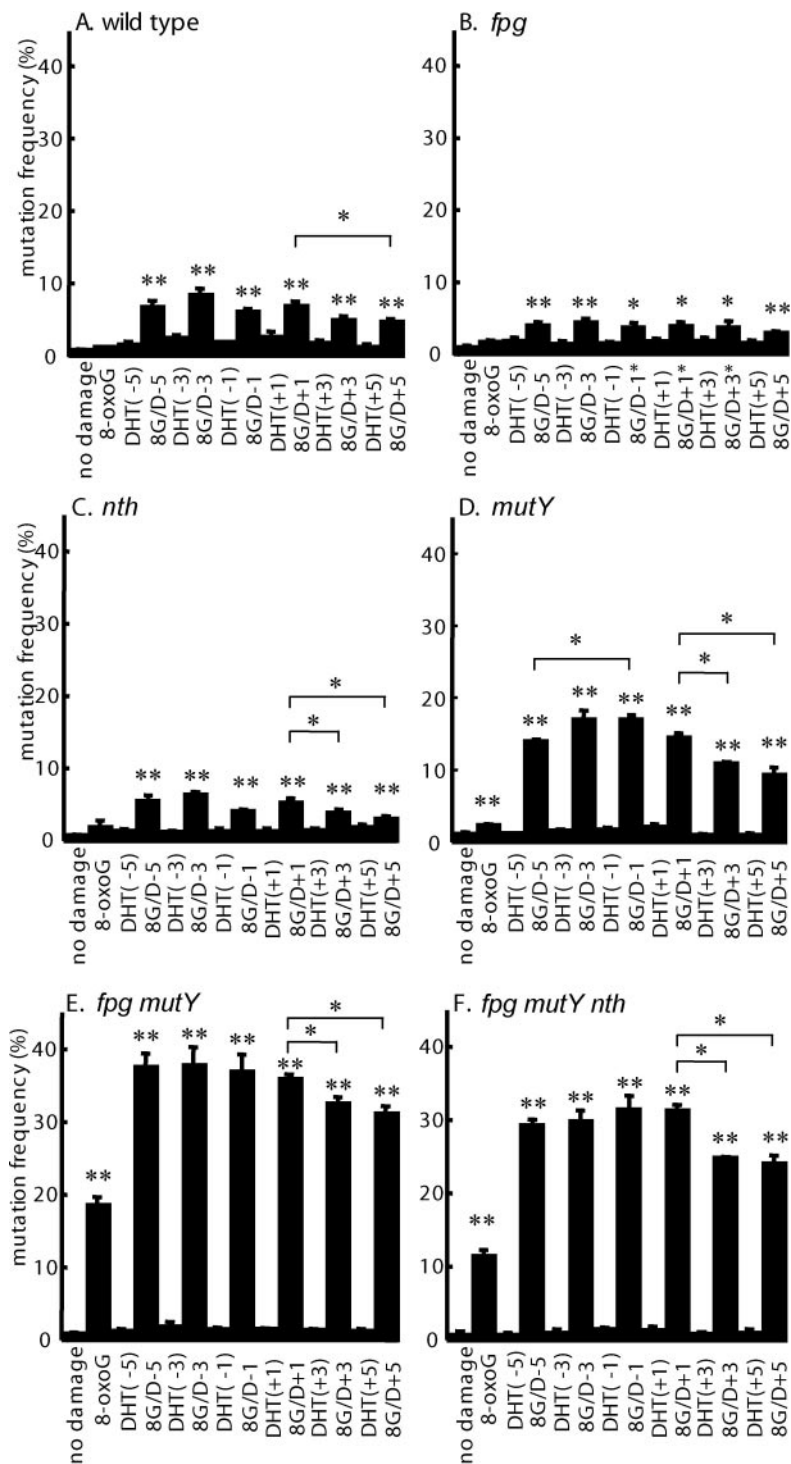 A. wild type
mutation frequency (%)
40
30
20
10
0
*
** ** ** ** ** **
no damage
8-oxoG
DHT( -5)
8G/D-5
DHT( -3)
8G/D-3
DHT( -1)
8G/D-1
DHT(+1)
8G/D+1
DHT(+3)
8G/D+3
DHT(+5)
8G/D+5
B. fpg
40
30
20
10
0
** ** * * * **
no damage
8-oxoG
DHT( -5)
8G/D-5
DHT( -3)
8G/D-3
DHT( -1)
8G/D-1*
DHT(+1)
8G/D+1*
DHT(+3)
8G/D+3*
DHT(+5)
8G/D+5
C. nth
mutation frequency (%)
40
30
20
10
0
*
*
** ** ** ** ** **
no damage
8-oxoG
DHT( -5)
8G/D-5
DHT( -3)
8G/D-3
DHT( -1)
8G/D-1
DHT(+1)
8G/D+1
DHT(+3)
8G/D+3
DHT(+5)
8G/D+5
D. mutY
40
30
20
10
0
*
* *
** ** ** ** ** ** **
no damage
8-oxoG
DHT( -5)
8G/D-5
DHT( -3)
8G/D-3
DHT( -1)
8G/D-1
DHT(+1)
8G/D+1
DHT(+3)
8G/D+3
DHT(+5)
8G/D+5
E. fpg mutY
mutation frequency (%)
40
30
20
10
0
*
*
** ** ** ** ** ** **
no damage
8-oxoG
DHT( -5)
8G/D-5
DHT( -3)
8G/D-3
DHT( -1)
8G/D-1
DHT(+1)
8G/D+1
DHT(+3)
8G/D+3
DHT(+5)
8G/D+5
F. fpg mutY nth
40
30
20
10
0
*
*
** ** ** ** ** ** **
no damage
8-oxoG
DHT( -5)
8G/D-5
DHT( -3)
8G/D-3
DHT( -1)
8G/D-1
DHT(+1)
8G/D+1
DHT(+3)
8G/D+3
DHT(+5)
8G/D+5